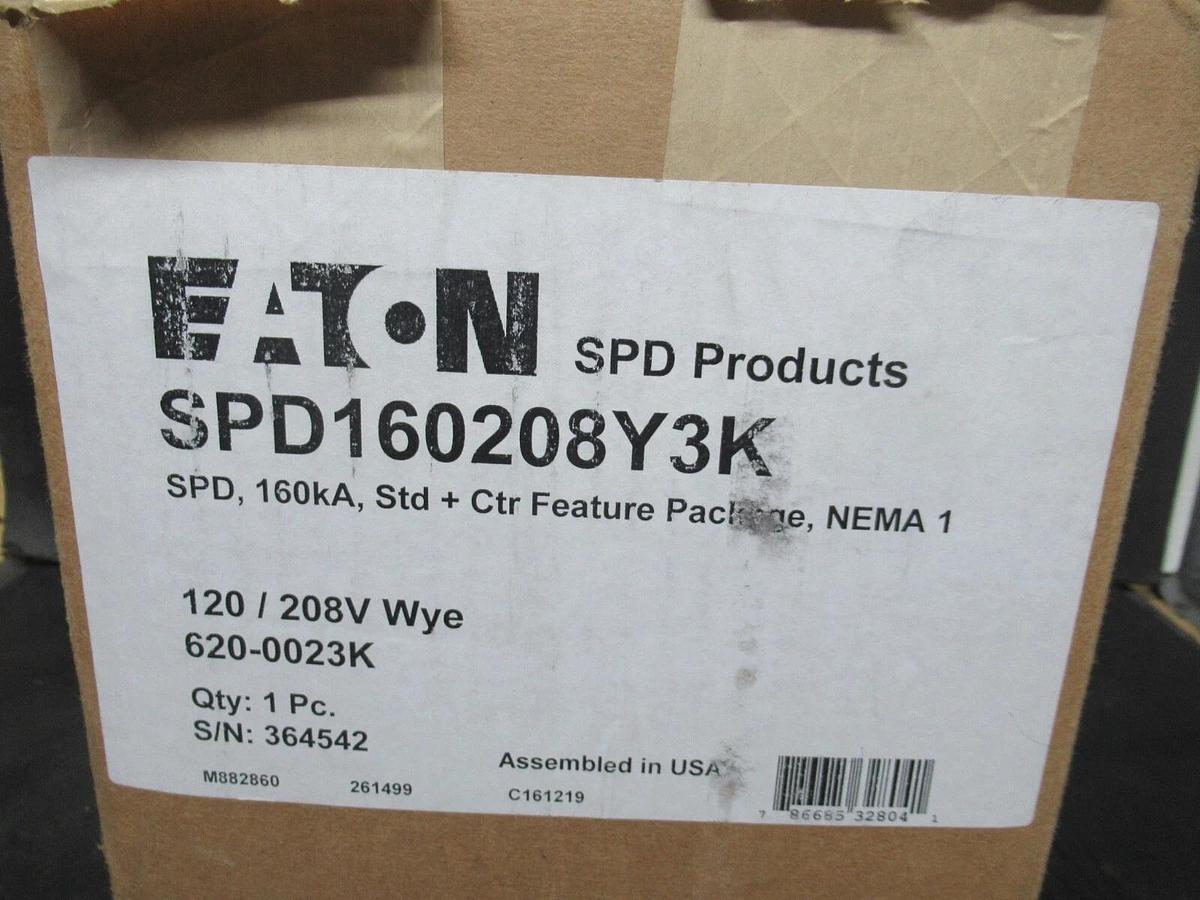 EATON SPD Products
SPD160208Y3K
SPD, 160kA, Std + Ctr Feature Package, NEMA 1
120 / 208V Wye
620-0023K
Qty: 1 Pc.
S/N: 364542
Assembled in USA
M882860 261499 C161219
7 86685 32804 1